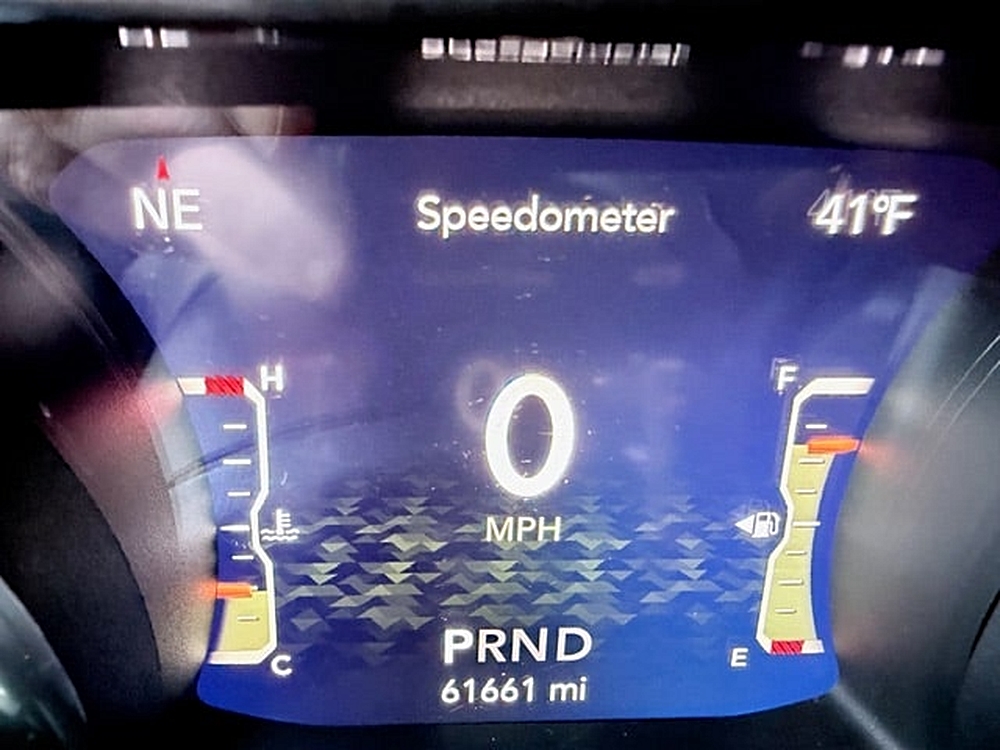 NE Speedometer 41°F
H F
0
MPH
PRND
C E
61661 mi